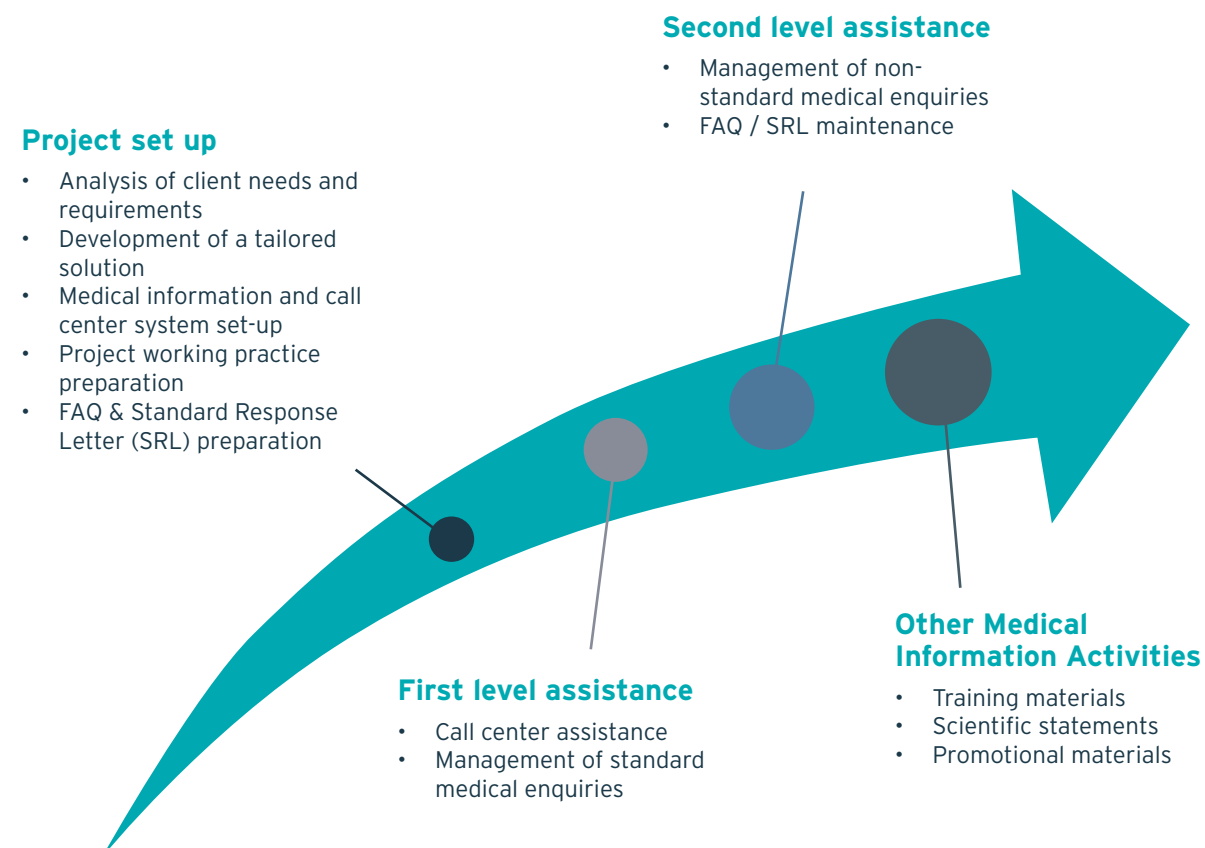 Project set up
• Analysis of client needs and
requirements
• Development of a tailored
solution
• Medical information and call
center system set-up
• Project working practice
preparation
• FAQ & Standard Response
Letter (SRL) preparation
First level assistance
• Call center assistance
• Management of standard
medical enquiries
Second level assistance
• Management of non-
standard medical enquiries
• FAQ / SRL maintenance
Other Medical
Information Activities
• Training materials
• Scientific statements
• Promotional materials